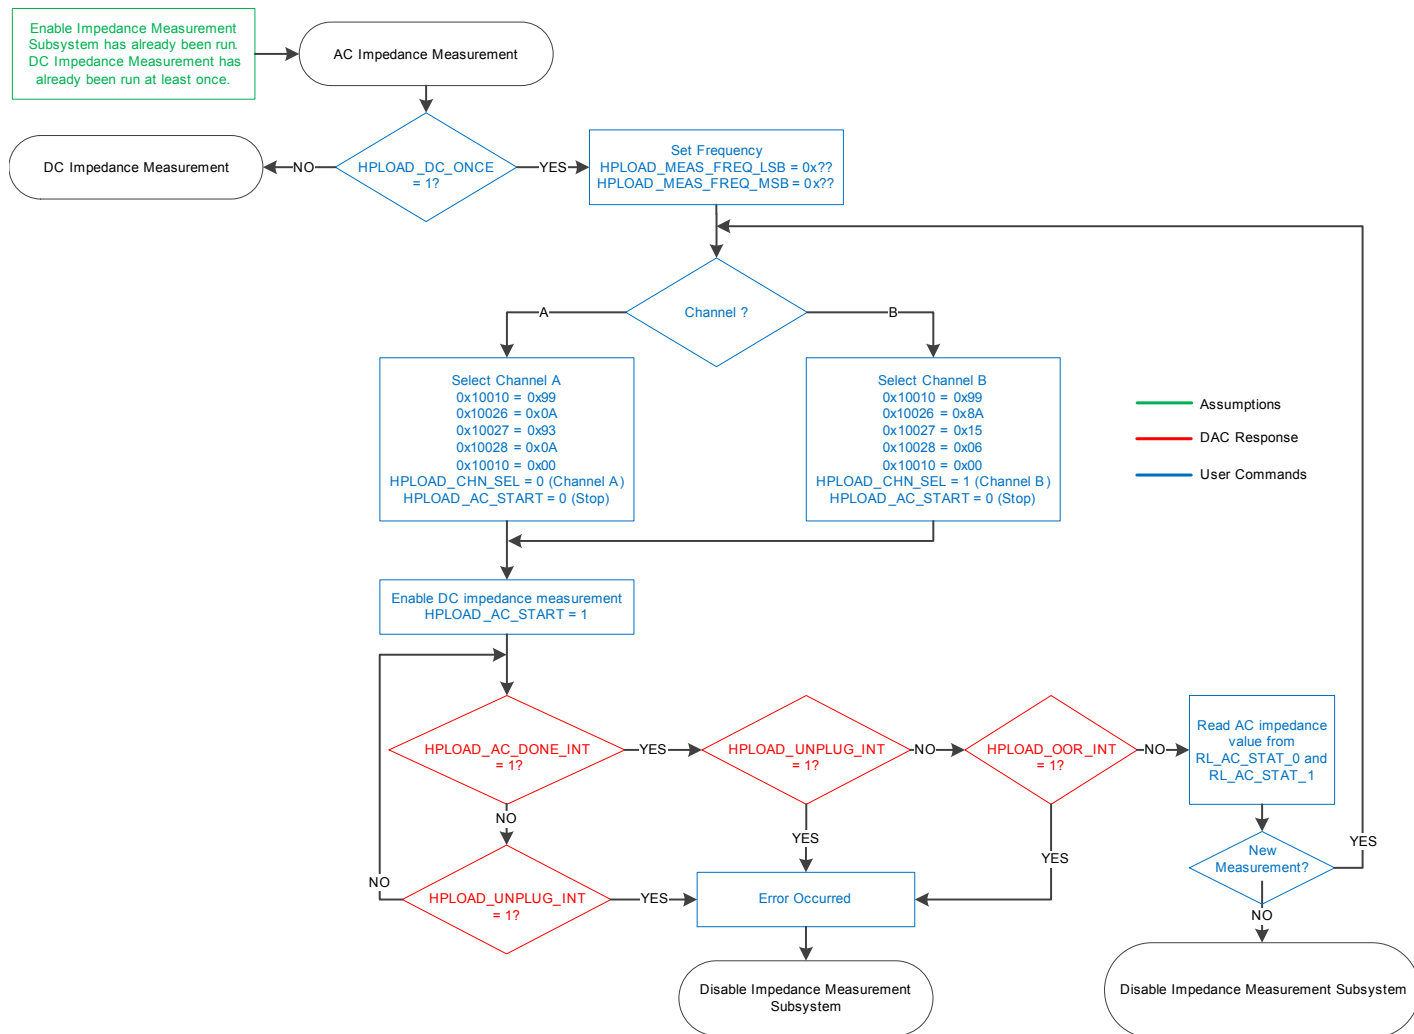 Enable Impedance Measurement
Subsystem has already been run.
DC Impedance Measurement has
already been run at least once.
AC Impedance Measurement
DC Impedance Measurement
NO
HPLOAD_DC_ONCE
= 1?
YES
Set Frequency
HPLOAD_MEAS_FREQ_LSB = 0x??
HPLOAD_MEAS_FREQ_MSB = 0x??
A
Channel ?
B
Select Channel A
0x10010 = 0x99
0x10026 = 0x0A
0x10027 = 0x93
0x10028 = 0x0A
0x10010 = 0x00
HPLOAD_CHN_SEL = 0 (Channel A)
HPLOAD_AC_START = 0 (Stop)
Select Channel B
0x10010 = 0x99
0x10026 = 0x8A
0x10027 = 0x15
0x10028 = 0x06
0x10010 = 0x00
HPLOAD_CHN_SEL = 1 (Channel B)
HPLOAD_AC_START = 0 (Stop)
Assumptions
DAC Response
User Commands
Enable DC impedance measurement
HPLOAD_AC_START = 1
HPLOAD_AC_DONE_INT
= 1?
YES
HPLOAD_UNPLUG_INT
= 1?
NO
HPLOAD_OOR_INT
= 1?
NO
Read AC impedance
value from
RL_AC_STAT_0 and
RL_AC_STAT_1
NO
YES
YES
YES
New
Measurement?
NO
HPLOAD_UNPLUG_INT
= 1?
YES
Error Occurred
NO
Disable Impedance Measurement
Subsystem
Disable Impedance Measurement Subsystem